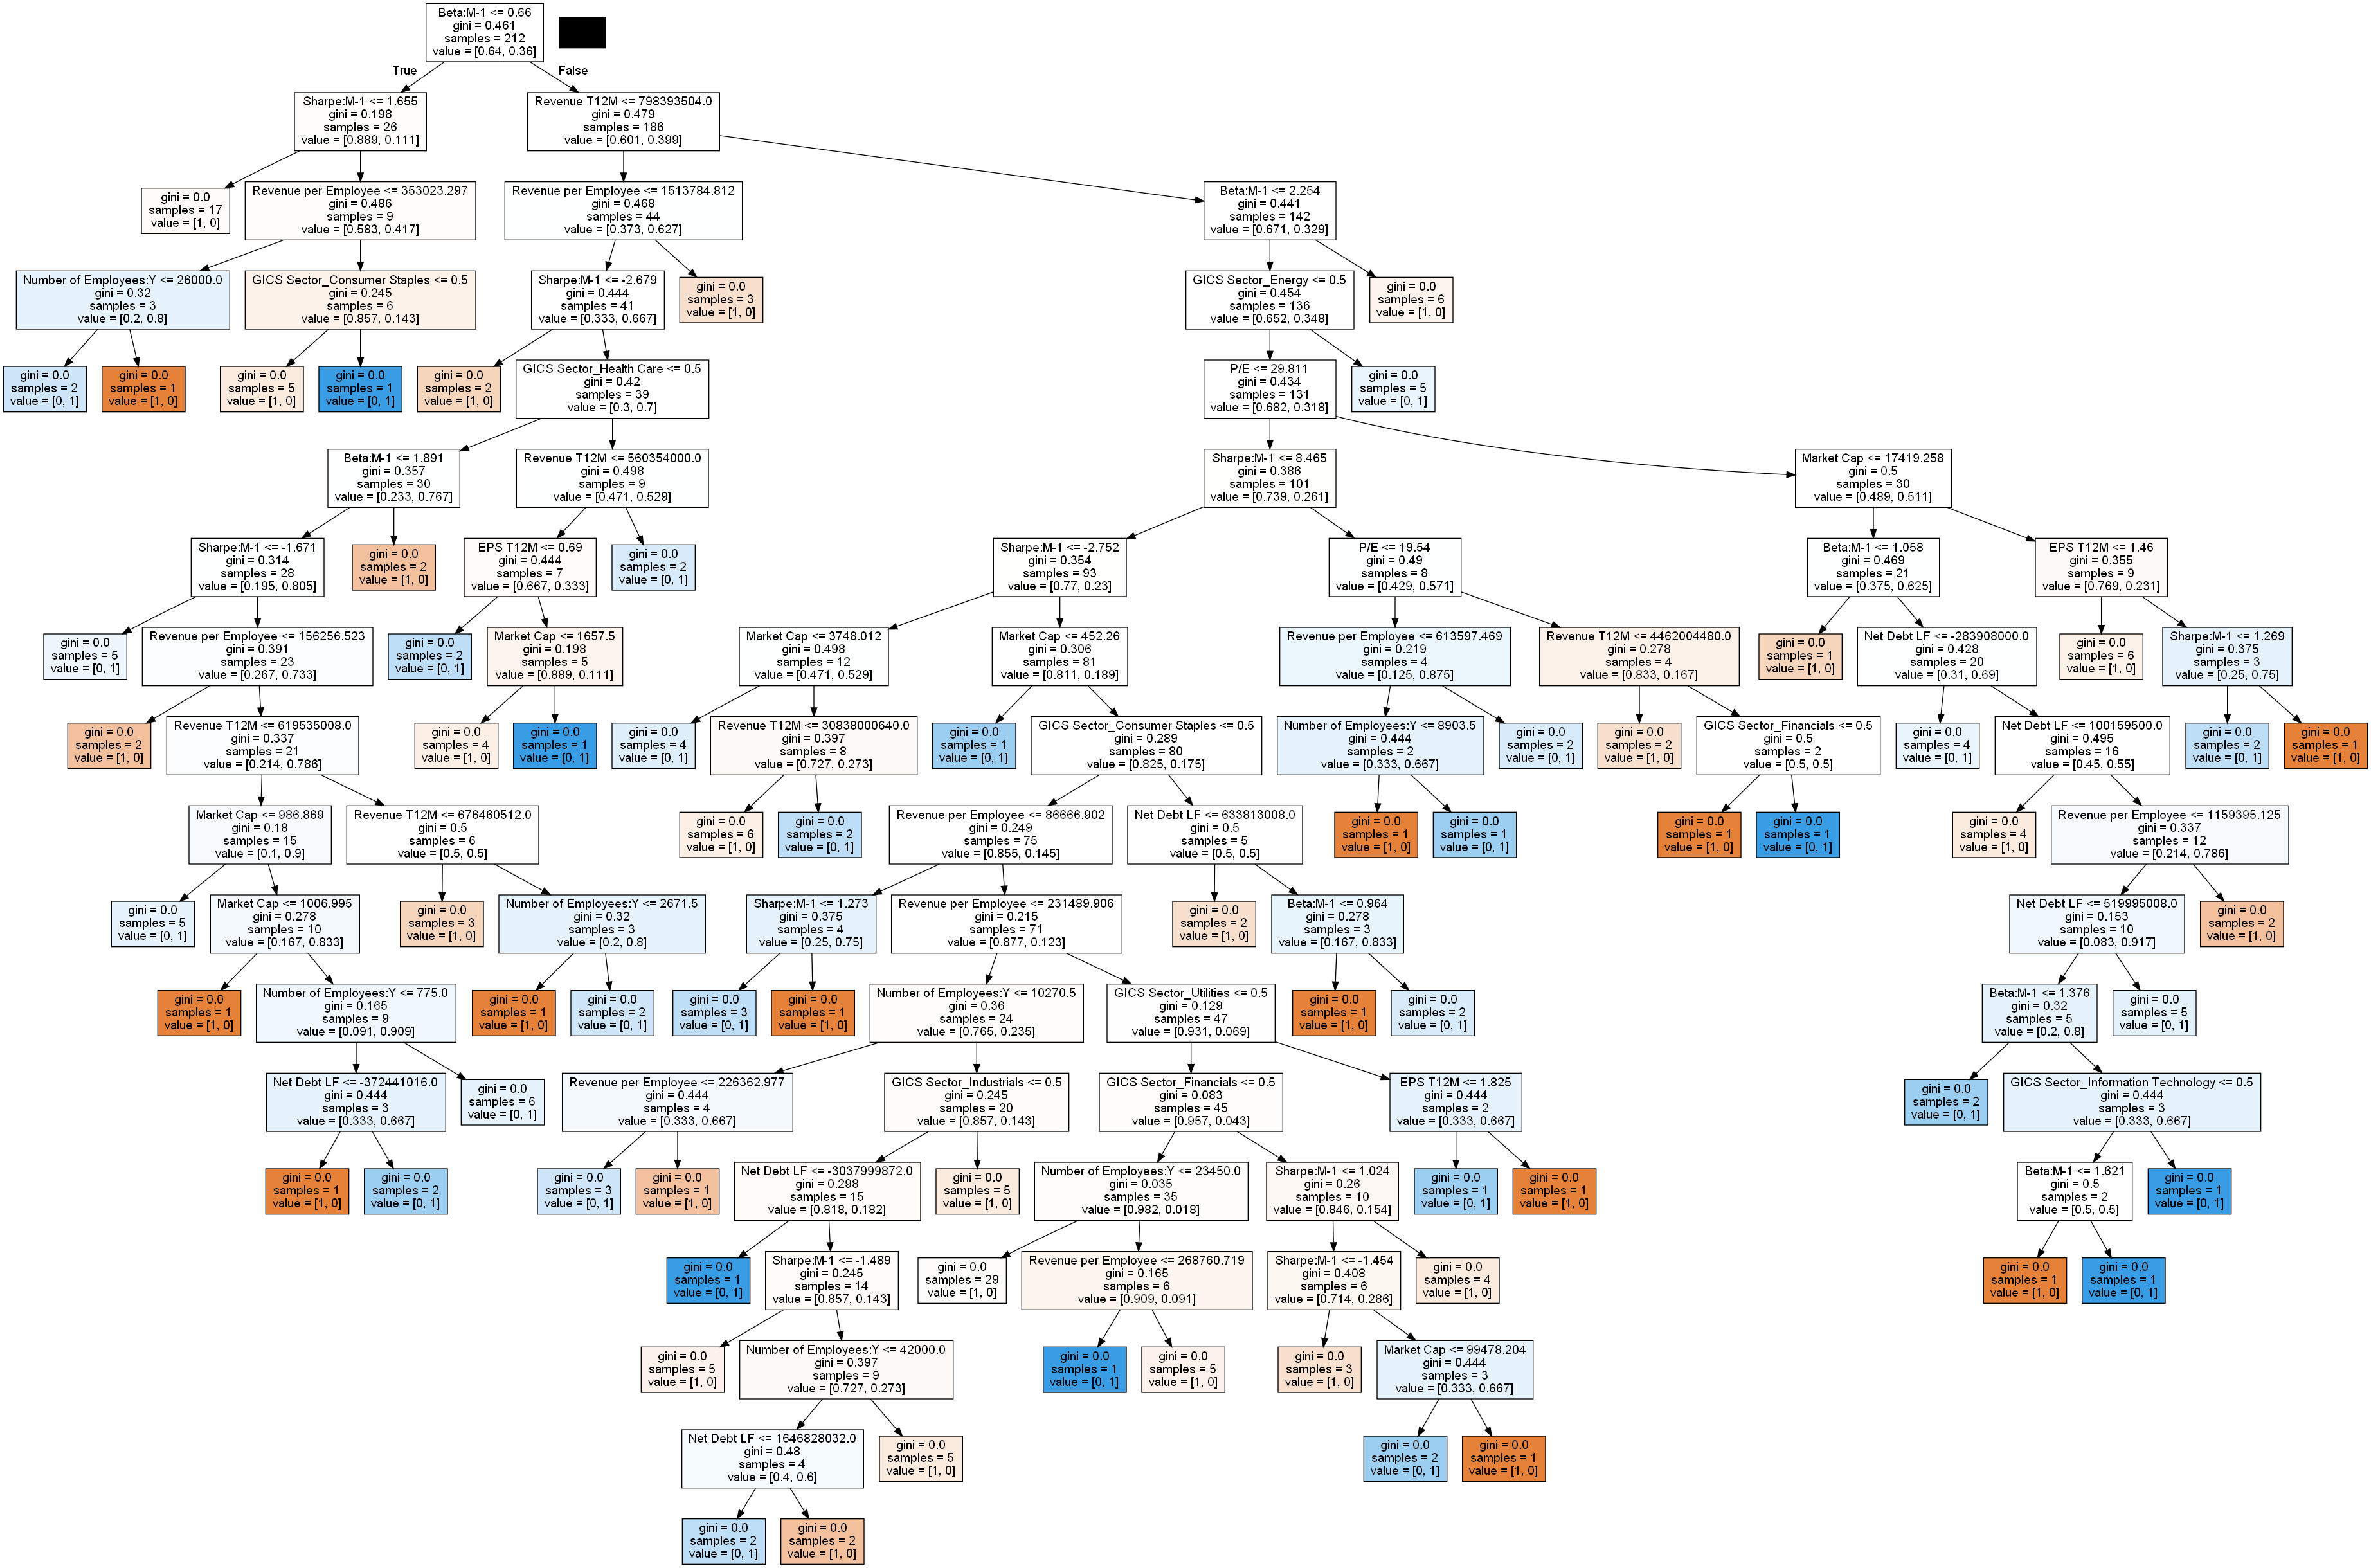 Beta:M-1 <= 0.66
gini = 0.461
samples = 212
value = [0.64, 0.36]
True
False
Sharpe:M-1 <= 1.655
gini = 0.198
samples = 26
value = [0.889, 0.111]
Revenue T12M <= 798393504.0
gini = 0.479
samples = 186
value = [0.601, 0.399]
gini = 0.0
samples = 17
value = [1, 0]
Revenue per Employee <= 353023.297
gini = 0.486
samples = 9
value = [0.583, 0.417]
Revenue per Employee <= 1513784.812
gini = 0.468
samples = 44
value = [0.373, 0.627]
Beta:M-1 <= 2.254
gini = 0.441
samples = 142
value = [0.671, 0.329]
Number of Employees:Y <= 26000.0
gini = 0.32
samples = 3
value = [0.2, 0.8]
GICS Sector_Consumer Staples <= 0.5
gini = 0.245
samples = 6
value = [0.857, 0.143]
Sharpe:M-1 <= -2.679
gini = 0.444
samples = 41
value = [0.333, 0.667]
gini = 0.0
samples = 3
value = [1, 0]
GICS Sector_Energy <= 0.5
gini = 0.454
samples = 136
value = [0.652, 0.348]
gini = 0.0
samples = 6
value = [1, 0]
gini = 0.0
samples = 2
value = [0, 1]
gini = 0.0
samples = 1
value = [1, 0]
gini = 0.0
samples = 5
value = [1, 0]
gini = 0.0
samples = 1
value = [0, 1]
gini = 0.0
samples = 2
value = [1, 0]
GICS Sector_Health Care <= 0.5
gini = 0.42
samples = 39
value = [0.3, 0.7]
P/E <= 29.811
gini = 0.434
samples = 131
value = [0.682, 0.318]
gini = 0.0
samples = 5
value = [0, 1]
Beta:M-1 <= 1.891
gini = 0.357
samples = 30
value = [0.233, 0.767]
Revenue T12M <= 560354000.0
gini = 0.498
samples = 9
value = [0.471, 0.529]
Sharpe:M-1 <= 8.465
gini = 0.386
samples = 101
value = [0.739, 0.261]
Market Cap <= 17419.258
gini = 0.5
samples = 30
value = [0.489, 0.511]
Sharpe:M-1 <= -1.671
gini = 0.314
samples = 28
value = [0.195, 0.805]
gini = 0.0
samples = 2
value = [1, 0]
EPS T12M <= 0.69
gini = 0.444
samples = 7
value = [0.667, 0.333]
gini = 0.0
samples = 2
value = [0, 1]
Sharpe:M-1 <= -2.752
gini = 0.354
samples = 93
value = [0.77, 0.23]
P/E <= 19.54
gini = 0.49
samples = 8
value = [0.429, 0.571]
Beta:M-1 <= 1.058
gini = 0.469
samples = 21
value = [0.375, 0.625]
EPS T12M <= 1.46
gini = 0.355
samples = 9
value = [0.769, 0.231]
gini = 0.0
samples = 5
value = [0, 1]
Revenue per Employee <= 156256.523
gini = 0.391
samples = 23
value = [0.267, 0.733]
gini = 0.0
samples = 2
value = [0, 1]
Market Cap <= 1657.5
gini = 0.198
samples = 5
value = [0.889, 0.111]
Market Cap <= 3748.012
gini = 0.498
samples = 12
value = [0.471, 0.529]
Market Cap <= 452.26
gini = 0.306
samples = 81
value = [0.811, 0.189]
Revenue per Employee <= 613597.469
gini = 0.219
samples = 4
value = [0.125, 0.875]
Revenue T12M <= 4462004480.0
gini = 0.278
samples = 4
value = [0.833, 0.167]
gini = 0.0
samples = 1
value = [1, 0]
Net Debt LF <= -283908000.0
gini = 0.428
samples = 20
value = [0.31, 0.69]
gini = 0.0
samples = 6
value = [1, 0]
Sharpe:M-1 <= 1.269
gini = 0.375
samples = 3
value = [0.25, 0.75]
gini = 0.0
samples = 2
value = [1, 0]
Revenue T12M <= 619535008.0
gini = 0.337
samples = 21
value = [0.214, 0.786]
gini = 0.0
samples = 4
value = [1, 0]
gini = 0.0
samples = 1
value = [0, 1]
gini = 0.0
samples = 4
value = [0, 1]
Revenue T12M <= 30838000640.0
gini = 0.397
samples = 8
value = [0.727, 0.273]
gini = 0.0
samples = 1
value = [0, 1]
GICS Sector_Consumer Staples <= 0.5
gini = 0.289
samples = 80
value = [0.825, 0.175]
Number of Employees:Y <= 8903.5
gini = 0.444
samples = 2
value = [0.333, 0.667]
gini = 0.0
samples = 2
value = [0, 1]
gini = 0.0
samples = 2
value = [1, 0]
GICS Sector_Financials <= 0.5
gini = 0.5
samples = 2
value = [0.5, 0.5]
gini = 0.0
samples = 4
value = [0, 1]
Net Debt LF <= 100159500.0
gini = 0.495
samples = 16
value = [0.45, 0.55]
gini = 0.0
samples = 2
value = [0, 1]
gini = 0.0
samples = 1
value = [1, 0]
Market Cap <= 986.869
gini = 0.18
samples = 15
value = [0.1, 0.9]
Revenue T12M <= 676460512.0
gini = 0.5
samples = 6
value = [0.5, 0.5]
gini = 0.0
samples = 6
value = [1, 0]
gini = 0.0
samples = 2
value = [0, 1]
Revenue per Employee <= 86666.902
gini = 0.249
samples = 75
value = [0.855, 0.145]
Net Debt LF <= 633813008.0
gini = 0.5
samples = 5
value = [0.5, 0.5]
gini = 0.0
samples = 1
value = [1, 0]
gini = 0.0
samples = 1
value = [0, 1]
gini = 0.0
samples = 1
value = [1, 0]
gini = 0.0
samples = 1
value = [0, 1]
gini = 0.0
samples = 4
value = [1, 0]
Revenue per Employee <= 1159395.125
gini = 0.337
samples = 12
value = [0.214, 0.786]
gini = 0.0
samples = 5
value = [0, 1]
Market Cap <= 1006.995
gini = 0.278
samples = 10
value = [0.167, 0.833]
gini = 0.0
samples = 3
value = [1, 0]
Number of Employees:Y <= 2671.5
gini = 0.32
samples = 3
value = [0.2, 0.8]
Sharpe:M-1 <= 1.273
gini = 0.375
samples = 4
value = [0.25, 0.75]
Revenue per Employee <= 231489.906
gini = 0.215
samples = 71
value = [0.877, 0.123]
gini = 0.0
samples = 2
value = [1, 0]
Beta:M-1 <= 0.964
gini = 0.278
samples = 3
value = [0.167, 0.833]
Net Debt LF <= 519995008.0
gini = 0.153
samples = 10
value = [0.083, 0.917]
gini = 0.0
samples = 2
value = [1, 0]
gini = 0.0
samples = 1
value = [1, 0]
Number of Employees:Y <= 775.0
gini = 0.165
samples = 9
value = [0.091, 0.909]
gini = 0.0
samples = 1
value = [1, 0]
gini = 0.0
samples = 2
value = [0, 1]
gini = 0.0
samples = 3
value = [0, 1]
gini = 0.0
samples = 1
value = [1, 0]
Number of Employees:Y <= 10270.5
gini = 0.36
samples = 24
value = [0.765, 0.235]
GICS Sector_Utilities <= 0.5
gini = 0.129
samples = 47
value = [0.931, 0.069]
gini = 0.0
samples = 1
value = [1, 0]
gini = 0.0
samples = 2
value = [0, 1]
Beta:M-1 <= 1.376
gini = 0.32
samples = 5
value = [0.2, 0.8]
gini = 0.0
samples = 5
value = [0, 1]
Net Debt LF <= -372441016.0
gini = 0.444
samples = 3
value = [0.333, 0.667]
gini = 0.0
samples = 6
value = [0, 1]
Revenue per Employee <= 226362.977
gini = 0.444
samples = 4
value = [0.333, 0.667]
GICS Sector_Industrials <= 0.5
gini = 0.245
samples = 20
value = [0.857, 0.143]
GICS Sector_Financials <= 0.5
gini = 0.083
samples = 45
value = [0.957, 0.043]
EPS T12M <= 1.825
gini = 0.444
samples = 2
value = [0.333, 0.667]
gini = 0.0
samples = 2
value = [0, 1]
GICS Sector_Information Technology <= 0.5
gini = 0.444
samples = 3
value = [0.333, 0.667]
gini = 0.0
samples = 1
value = [1, 0]
gini = 0.0
samples = 2
value = [0, 1]
gini = 0.0
samples = 3
value = [0, 1]
gini = 0.0
samples = 1
value = [1, 0]
Net Debt LF <= -3037999872.0
gini = 0.298
samples = 15
value = [0.818, 0.182]
gini = 0.0
samples = 5
value = [1, 0]
Number of Employees:Y <= 23450.0
gini = 0.035
samples = 35
value = [0.982, 0.018]
Sharpe:M-1 <= 1.024
gini = 0.26
samples = 10
value = [0.846, 0.154]
gini = 0.0
samples = 1
value = [0, 1]
gini = 0.0
samples = 1
value = [1, 0]
Beta:M-1 <= 1.621
gini = 0.5
samples = 2
value = [0.5, 0.5]
gini = 0.0
samples = 1
value = [0, 1]
gini = 0.0
samples = 1
value = [0, 1]
Sharpe:M-1 <= -1.489
gini = 0.245
samples = 14
value = [0.857, 0.143]
gini = 0.0
samples = 29
value = [1, 0]
Revenue per Employee <= 268760.719
gini = 0.165
samples = 6
value = [0.909, 0.091]
Sharpe:M-1 <= -1.454
gini = 0.408
samples = 6
value = [0.714, 0.286]
gini = 0.0
samples = 4
value = [1, 0]
gini = 0.0
samples = 1
value = [1, 0]
gini = 0.0
samples = 1
value = [0, 1]
gini = 0.0
samples = 5
value = [1, 0]
Number of Employees:Y <= 42000.0
gini = 0.397
samples = 9
value = [0.727, 0.273]
gini = 0.0
samples = 1
value = [0, 1]
gini = 0.0
samples = 5
value = [1, 0]
gini = 0.0
samples = 3
value = [1, 0]
Market Cap <= 99478.204
gini = 0.444
samples = 3
value = [0.333, 0.667]
Net Debt LF <= 1646828032.0
gini = 0.48
samples = 4
value = [0.4, 0.6]
gini = 0.0
samples = 5
value = [1, 0]
gini = 0.0
samples = 2
value = [0, 1]
gini = 0.0
samples = 1
value = [1, 0]
gini = 0.0
samples = 2
value = [0, 1]
gini = 0.0
samples = 2
value = [1, 0]